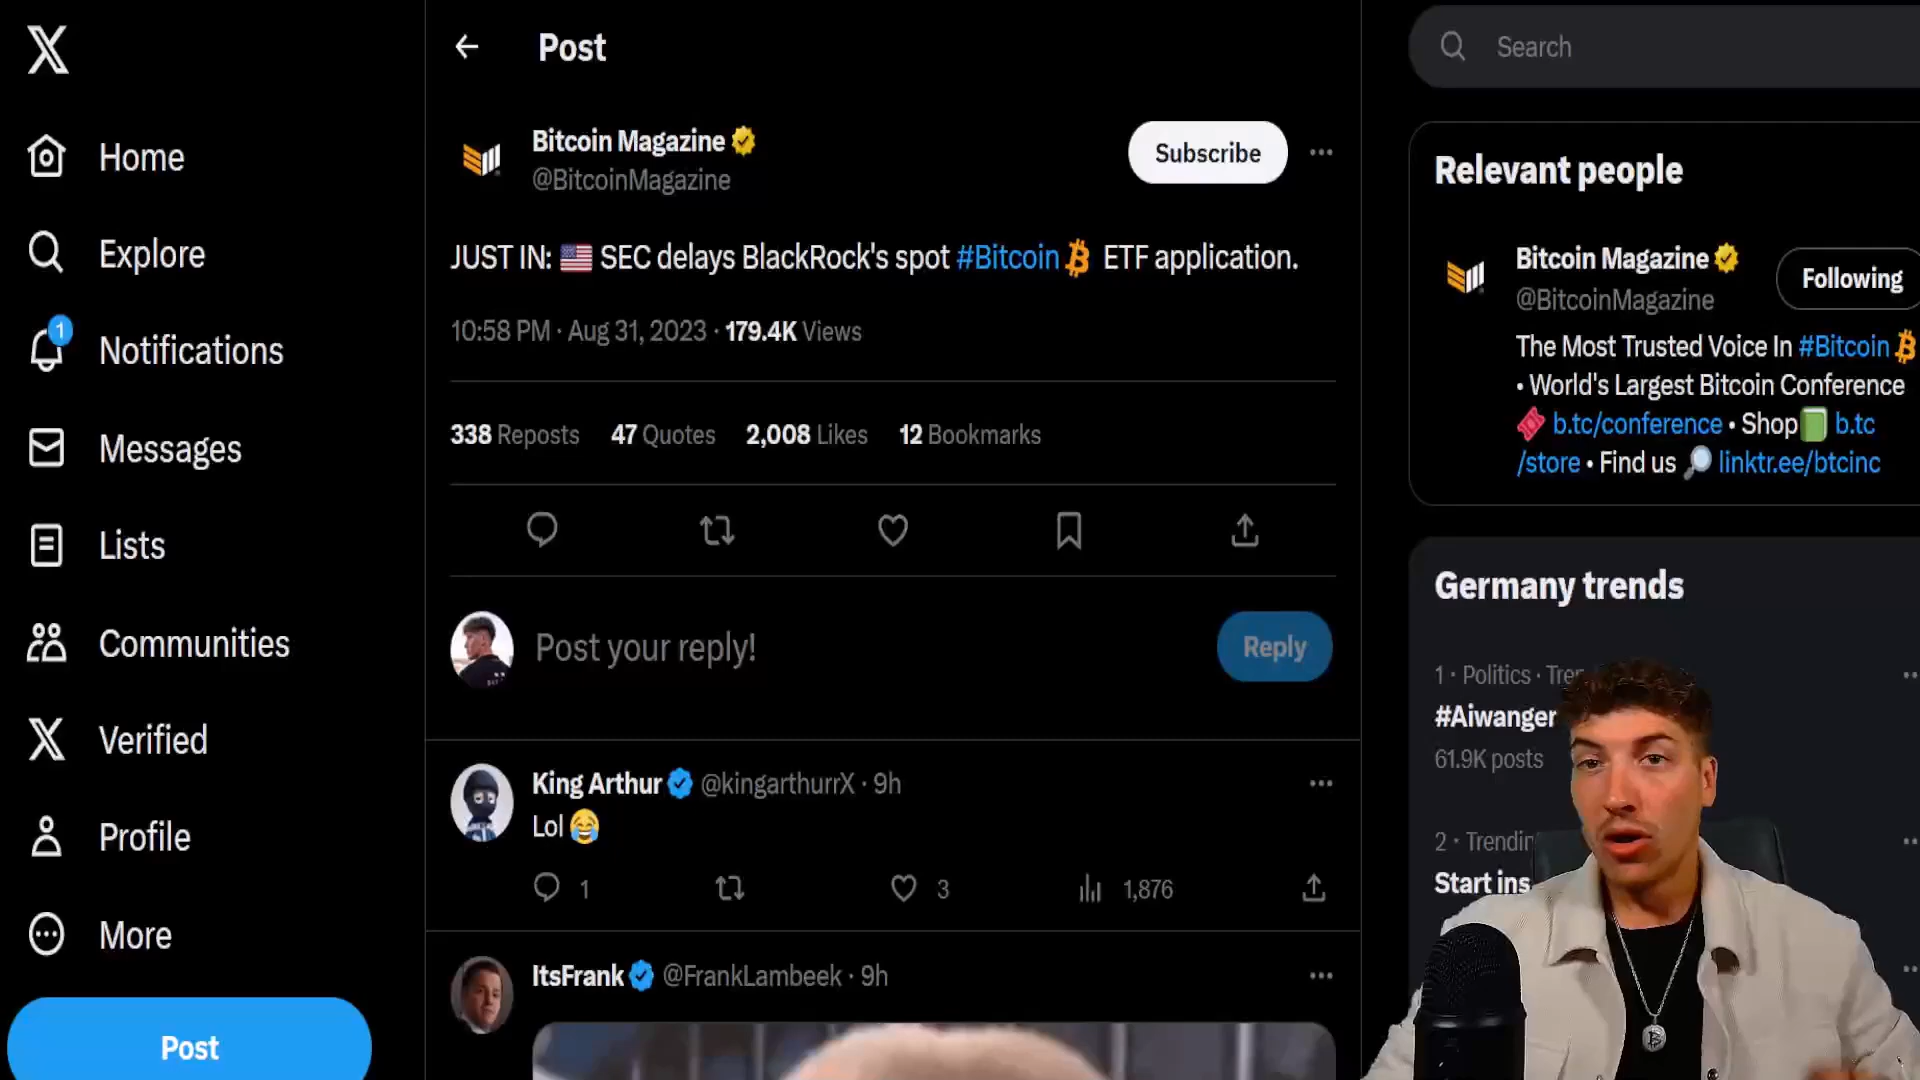 Home
Explore
1
Notifications
Messages
Lists
Communities
Verified
Profile
More
Post
Post
Bitcoin Magazine
@BitcoinMagazine
Subscribe
JUST IN: 🇺🇸 SEC delays BlackRock's spot #Bitcoin ETF application.
10:58 PM · Aug 31, 2023 · 179.4K Views
338 Reposts 47 Quotes 2,008 Likes 12 Bookmarks
Post your reply!
Reply
King Arthur @kingarthurrX · 9h
Lol 😂
1 3 1,876
ItsFrank @FrankLambeek · 9h
Search
Relevant people
Bitcoin Magazine
@BitcoinMagazine
Following
The Most Trusted Voice In #Bitcoin
• World's Largest Bitcoin Conference
🎟 b.tc/conference • Shop📗 b.tc
/store • Find us 🔎 linktr.ee/btcinc
Germany trends
1 · Politics ·
#Aiwanger
61.9K posts
2 ·
Start